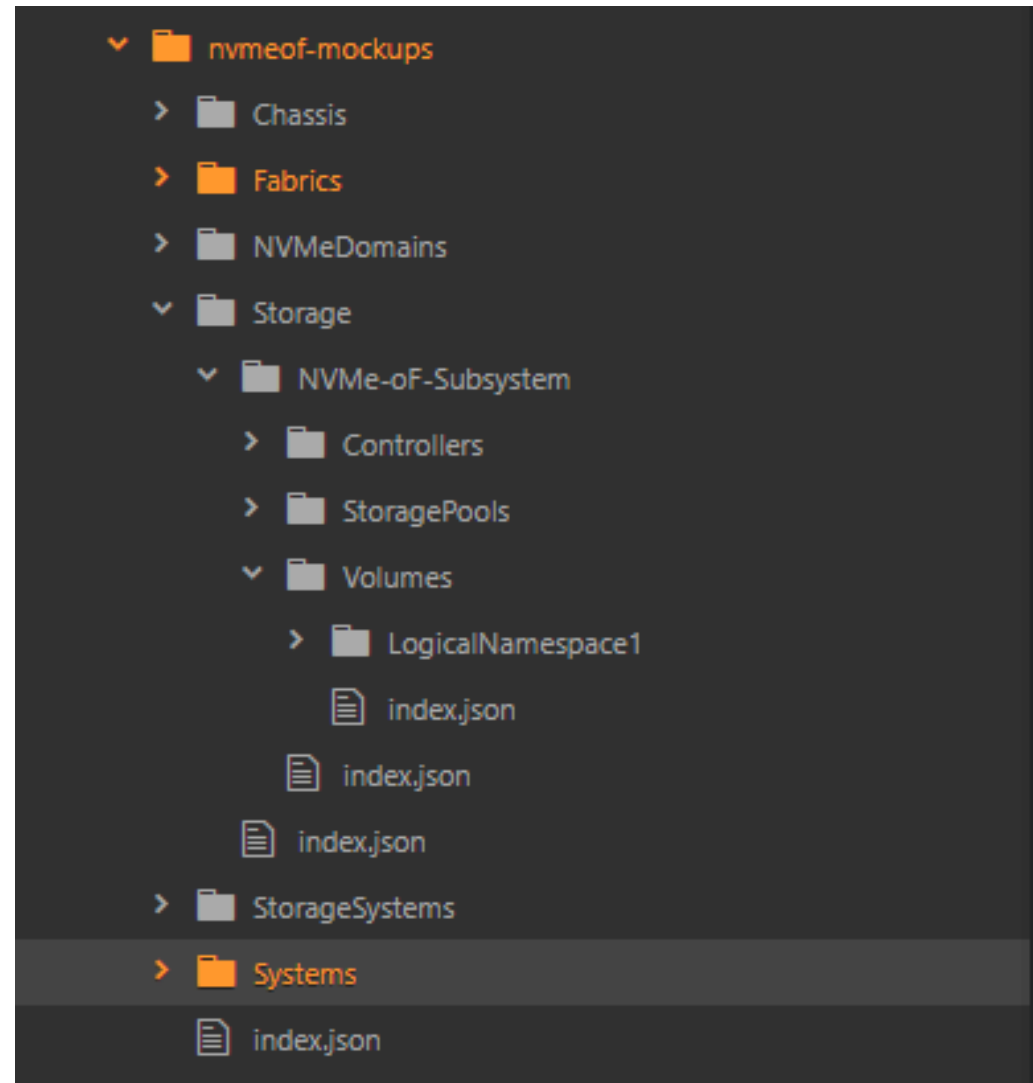 nvmeof-mockups
Chassis
Fabrics
NVMeDomains
Storage
NVMe-oF-Subsystem
Controllers
StoragePools
Volumes
LogicalNamespace1
index.json
index.json
index.json
StorageSystems
Systems
index.json